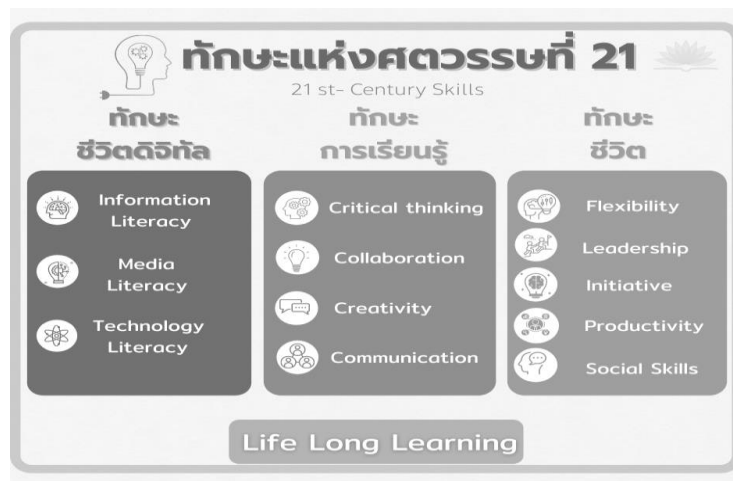 ทักษะแห่งศตวรรษที่ 21
21 st- Century Skills
ทักษะ
ชีวิตดิจิทัล
Information
Literacy
Media
Literacy
Technology
Literacy
ทักษะ
การเรียนรู้
Critical thinking
Collaboration
Creativity
Communication
ทักษะ
ชีวิต
Flexibility
Leadership
Initiative
Productivity
Social Skills
Life Long Learning